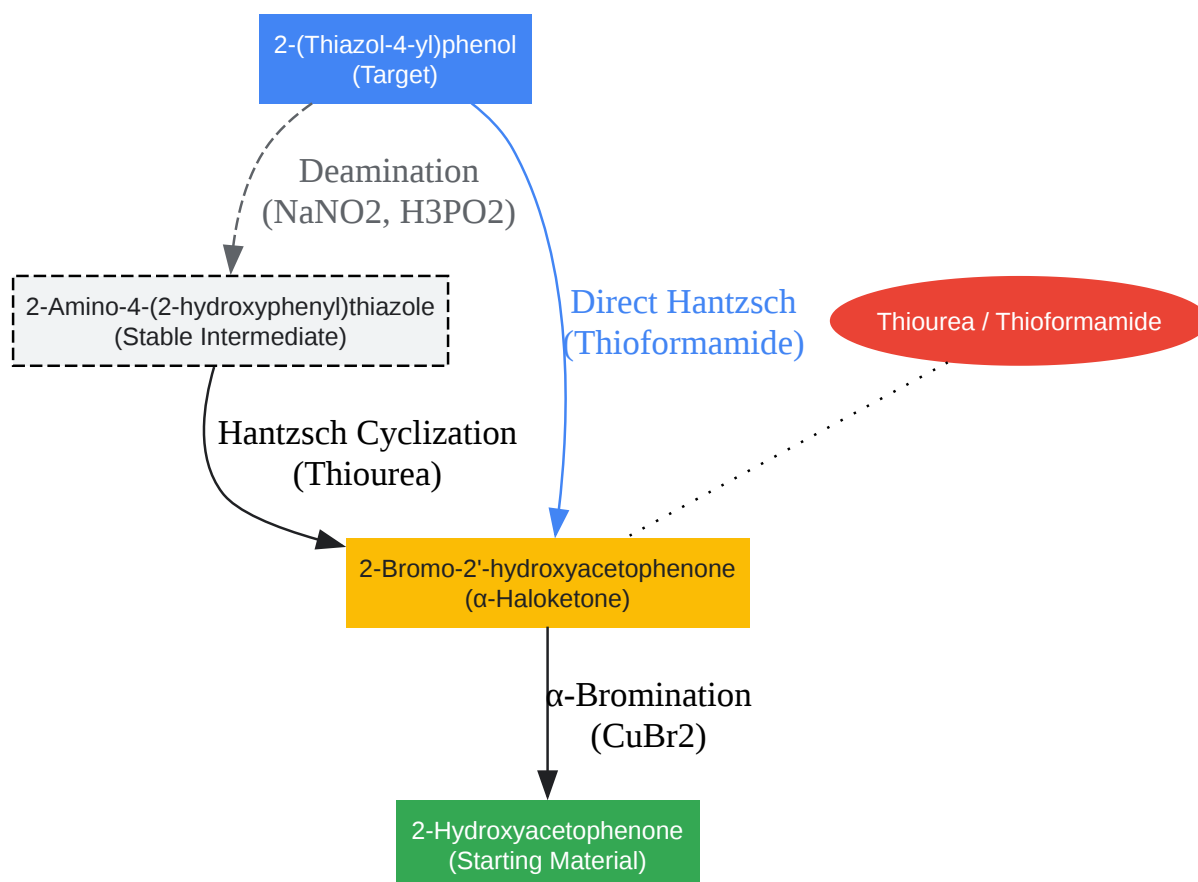 2-(Thiazol-4-yl)phenol
(Target)
Deamination
(NaNO2, H3PO2)
2-Amino-4-(2-hydroxyphenyl)thiazole
(Stable Intermediate)
Direct Hantzsch
(Thioformamide)
Thiourea / Thioformamide
Hantzsch Cyclization
(Thiourea)
2-Bromo-2'-hydroxyacetophenone
(α-Haloketone)
α-Bromination
(CuBr2)
2-Hydroxyacetophenone
(Starting Material)